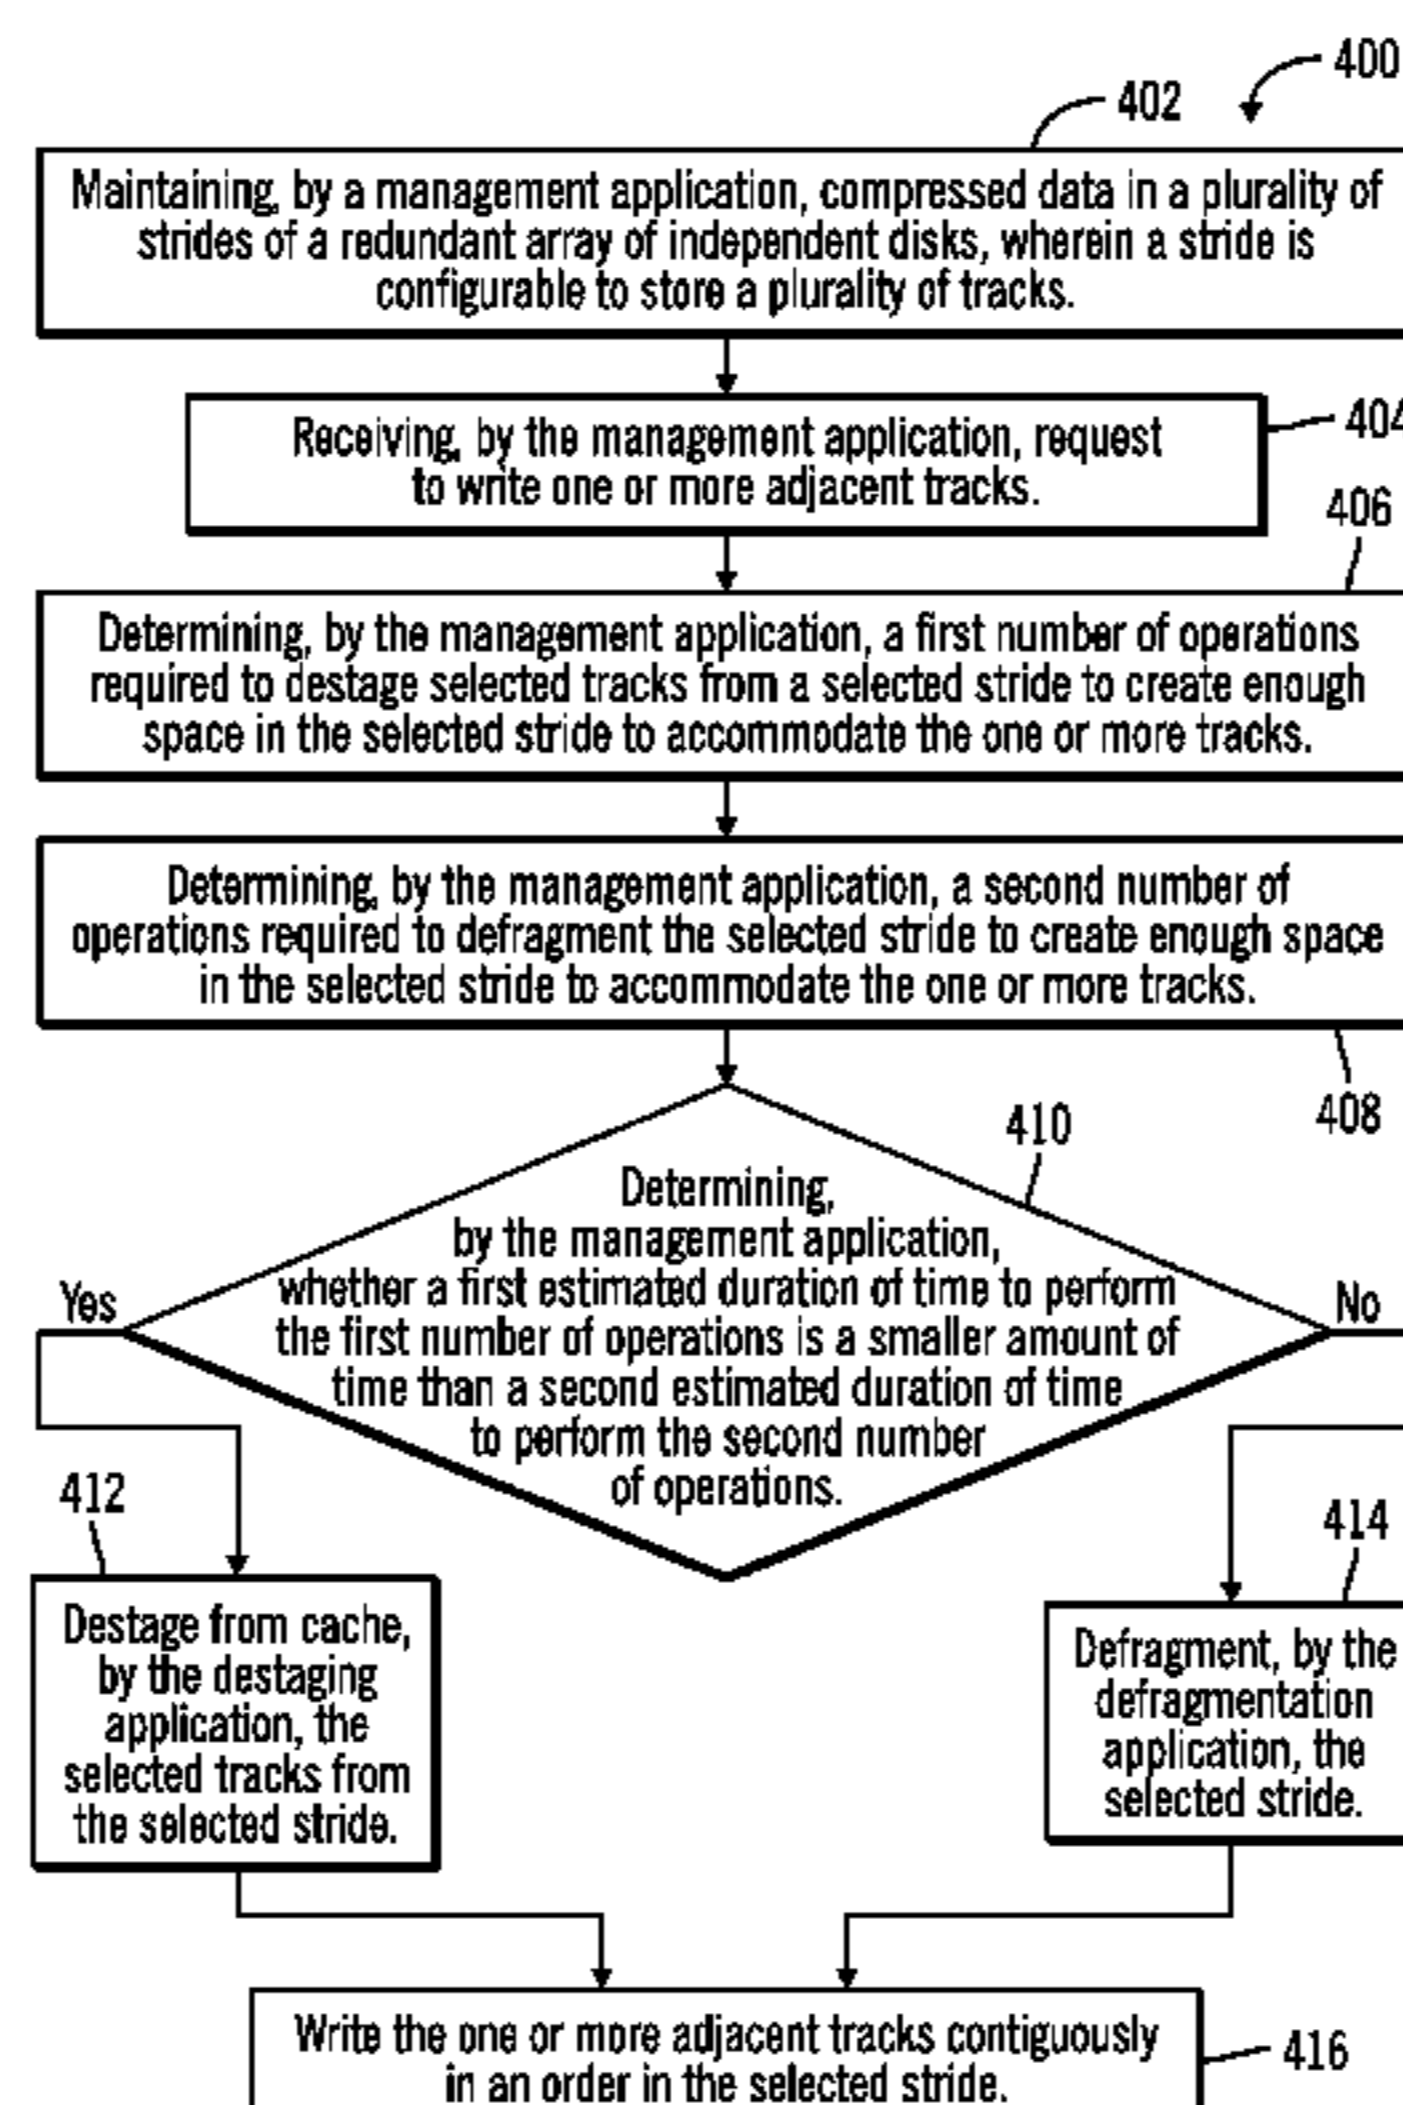 400
402
Maintaining, by a management application, compressed data in a plurality of
strides of a redundant array of independent disks, wherein a stride is
configurable to store a plurality of tracks.
Receiving, by the management application, request
to write one or more adjacent tracks.
404
406
Determining, by the management application, a first number of operations
required to destage selected tracks from a selected stride to create enough
space in the selected stride to accommodate the one or more tracks.
Determining, by the management application, a second number of
operations required to defragment the selected stride to create enough space
in the selected stride to accommodate the one or more tracks.
408
410
Determining,
by the management application,
whether a first estimated duration of time to perform
the first number of operations is a smaller amount of
time than a second estimated duration of time
to perform the second number
of operations.
Yes
No
412
Destage from cache,
by the destaging
application, the
selected tracks from
the selected stride.
414
Defragment, by the
defragmentation
application, the
selected stride.
Write the one or more adjacent tracks contiguously
in an order in the selected stride.
416